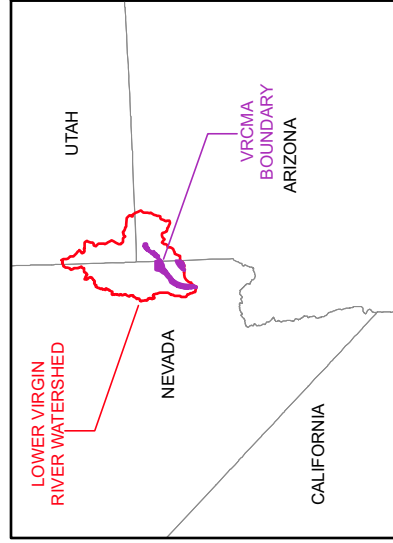 LOWER VIRGIN
RIVER WATERSHED
UTAH
VRCMA
BOUNDARY
ARIZONA
NEVADA
CALIFORNIA